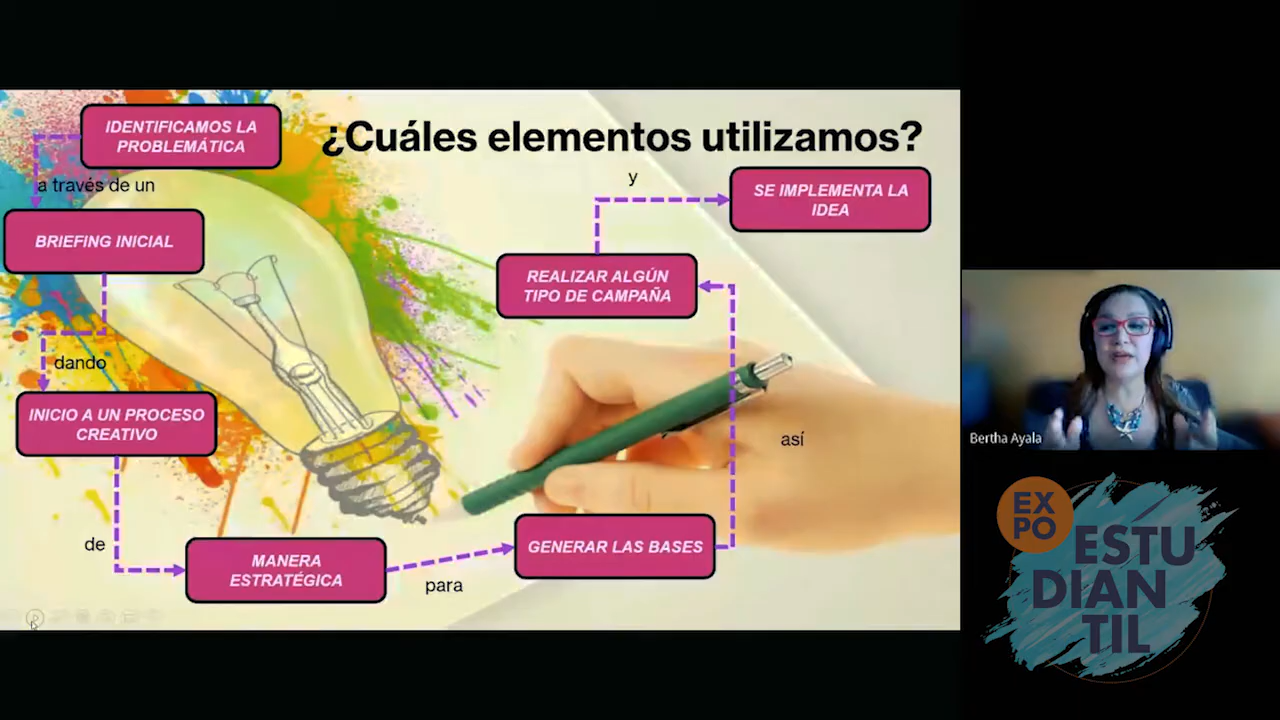 ¿Cuáles elementos utilizamos?
IDENTIFICAMOS LA
PROBLEMÁTICA
a través de un
BRIEFING INICIAL
dando
INICIO A UN PROCESO
CREATIVO
de
MANERA
ESTRATÉGICA
para
GENERAR LAS BASES
así
REALIZAR ALGÚN
TIPO DE CAMPAÑA
y
SE IMPLEMENTA LA
IDEA
Bertha Ayala
EX
PO
ESTU
DIAN
TIL